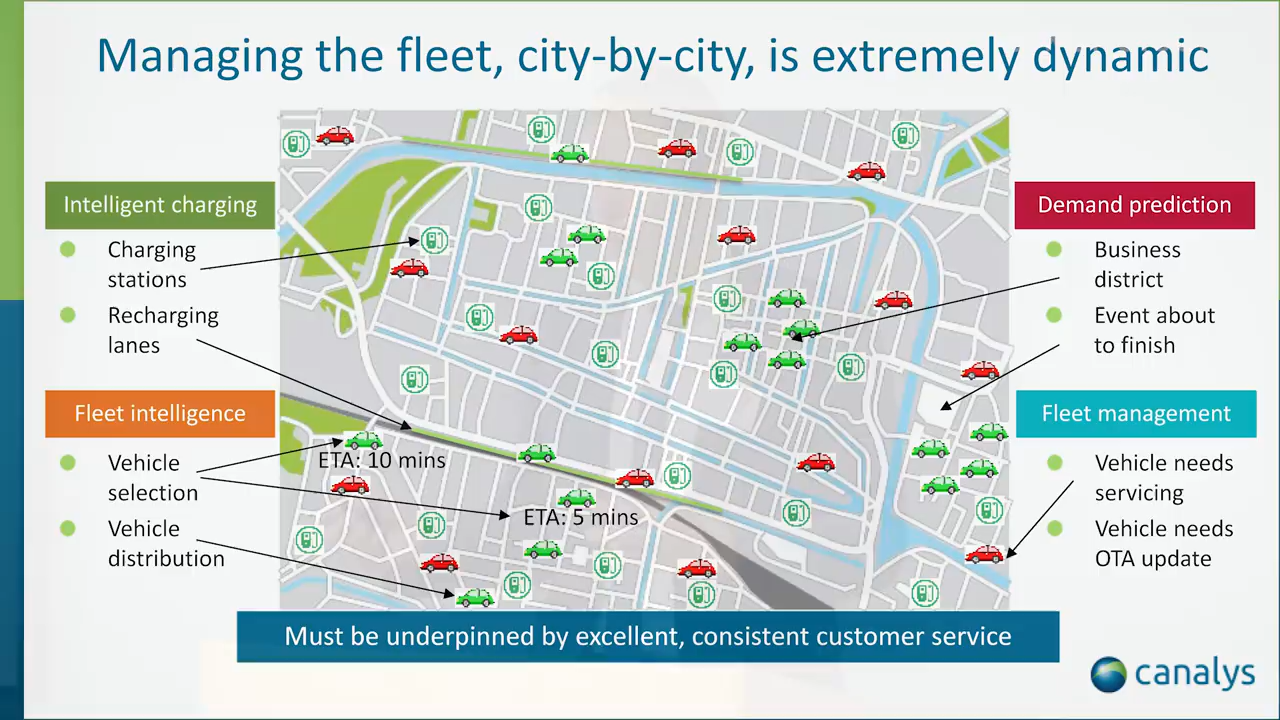 Managing the fleet, city-by-city, is extremely dynamic
Intelligent charging
Charging
stations
Recharging
lanes
Fleet intelligence
Vehicle
selection
Vehicle
distribution
ETA: 10 mins
ETA: 5 mins
Demand prediction
Business
district
Event about
to finish
Fleet management
Vehicle needs
servicing
Vehicle needs
OTA update
Must be underpinned by excellent, consistent customer service
canalys